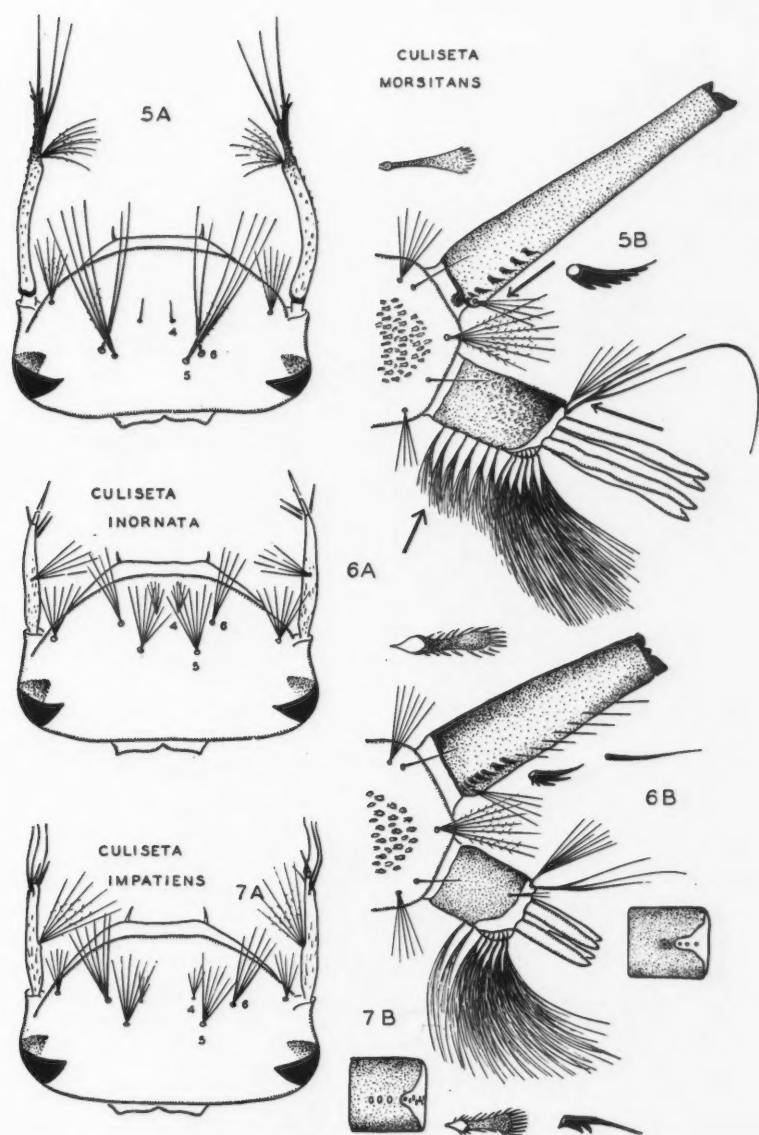 5A
4
6
5
CULISETA
MORSITANS
5B
CULISETA
INORNATA
4
6
5
6A
6B
CULISETA
IMPATIENS
7A
4
6
5
7B